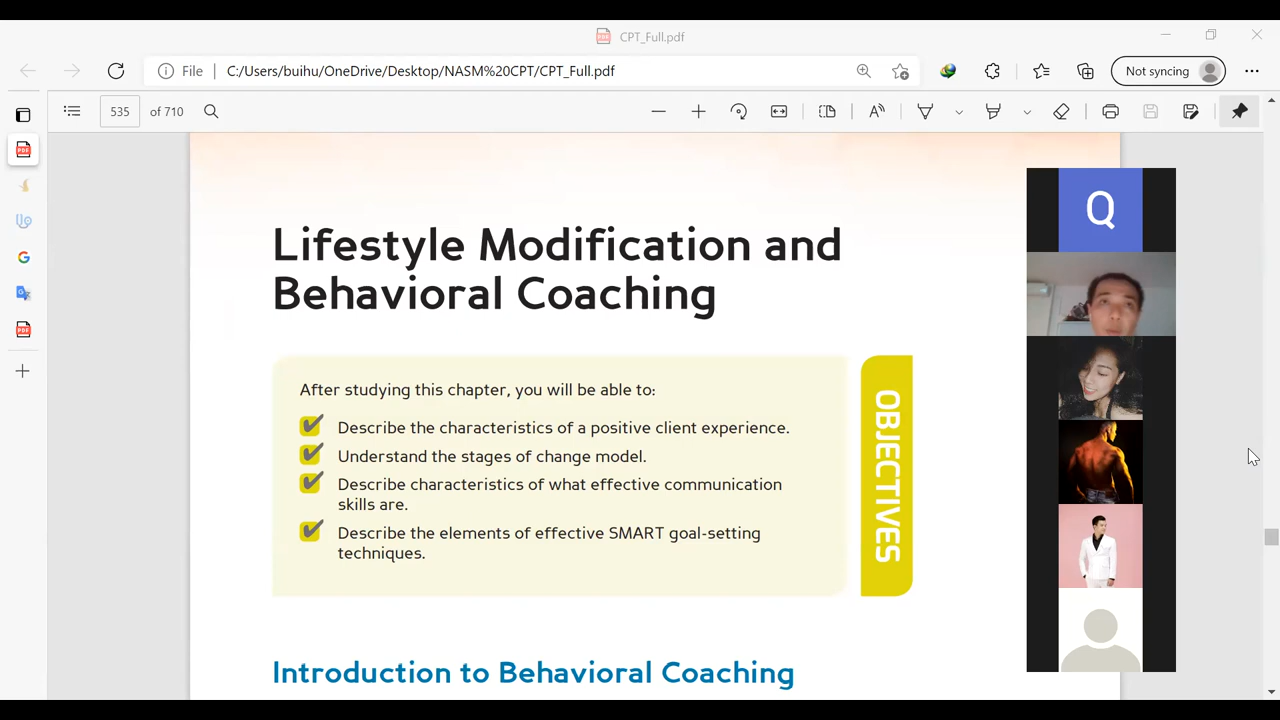 CPT_Full.pdf
File C:/Users/buihu/OneDrive/Desktop/NASM%20CPT/CPT_Full.pdf
Not syncing
535 of 710
Q
Lifestyle Modification and
Behavioral Coaching
After studying this chapter, you will be able to:
Describe the characteristics of a positive client experience.
Understand the stages of change model.
Describe characteristics of what effective communication
skills are.
Describe the elements of effective SMART goal-setting
techniques.
OBJECTIVES
Introduction to Behavioral Coaching